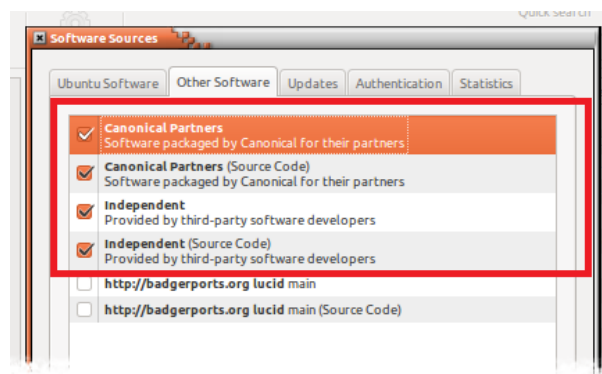 Quick search
Software Sources
Ubuntu Software Other Software Updates Authentication Statistics
Canonical Partners
Software packaged by Canonical for their partners
Canonical Partners (Source Code)
Software packaged by Canonical for their partners
Independent
Provided by third-party software developers
Independent (Source Code)
Provided by third-party software developers
http://badgerports.org lucid main
http://badgerports.org lucid main (Source Code)